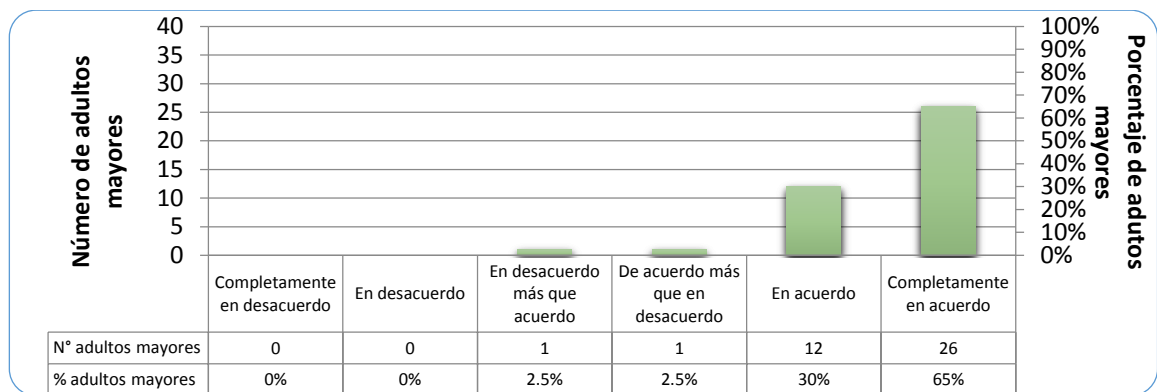 Número de adultos
mayores
40
35
30
25
20
15
10
5
0
100%
90%
80%
70%
60%
50%
40%
30%
20%
10%
0%
Porcentaje de adutos
mayores
Completamente
en desacuerdo
En desacuerdo
En desacuerdo
más que
acuerdo
De acuerdo más
que en
desacuerdo
En acuerdo
Completamente
en acuerdo
N° adultos mayores 0 0 1 1 12 26
% adultos mayores 0% 0% 2.5% 2.5% 30% 65%